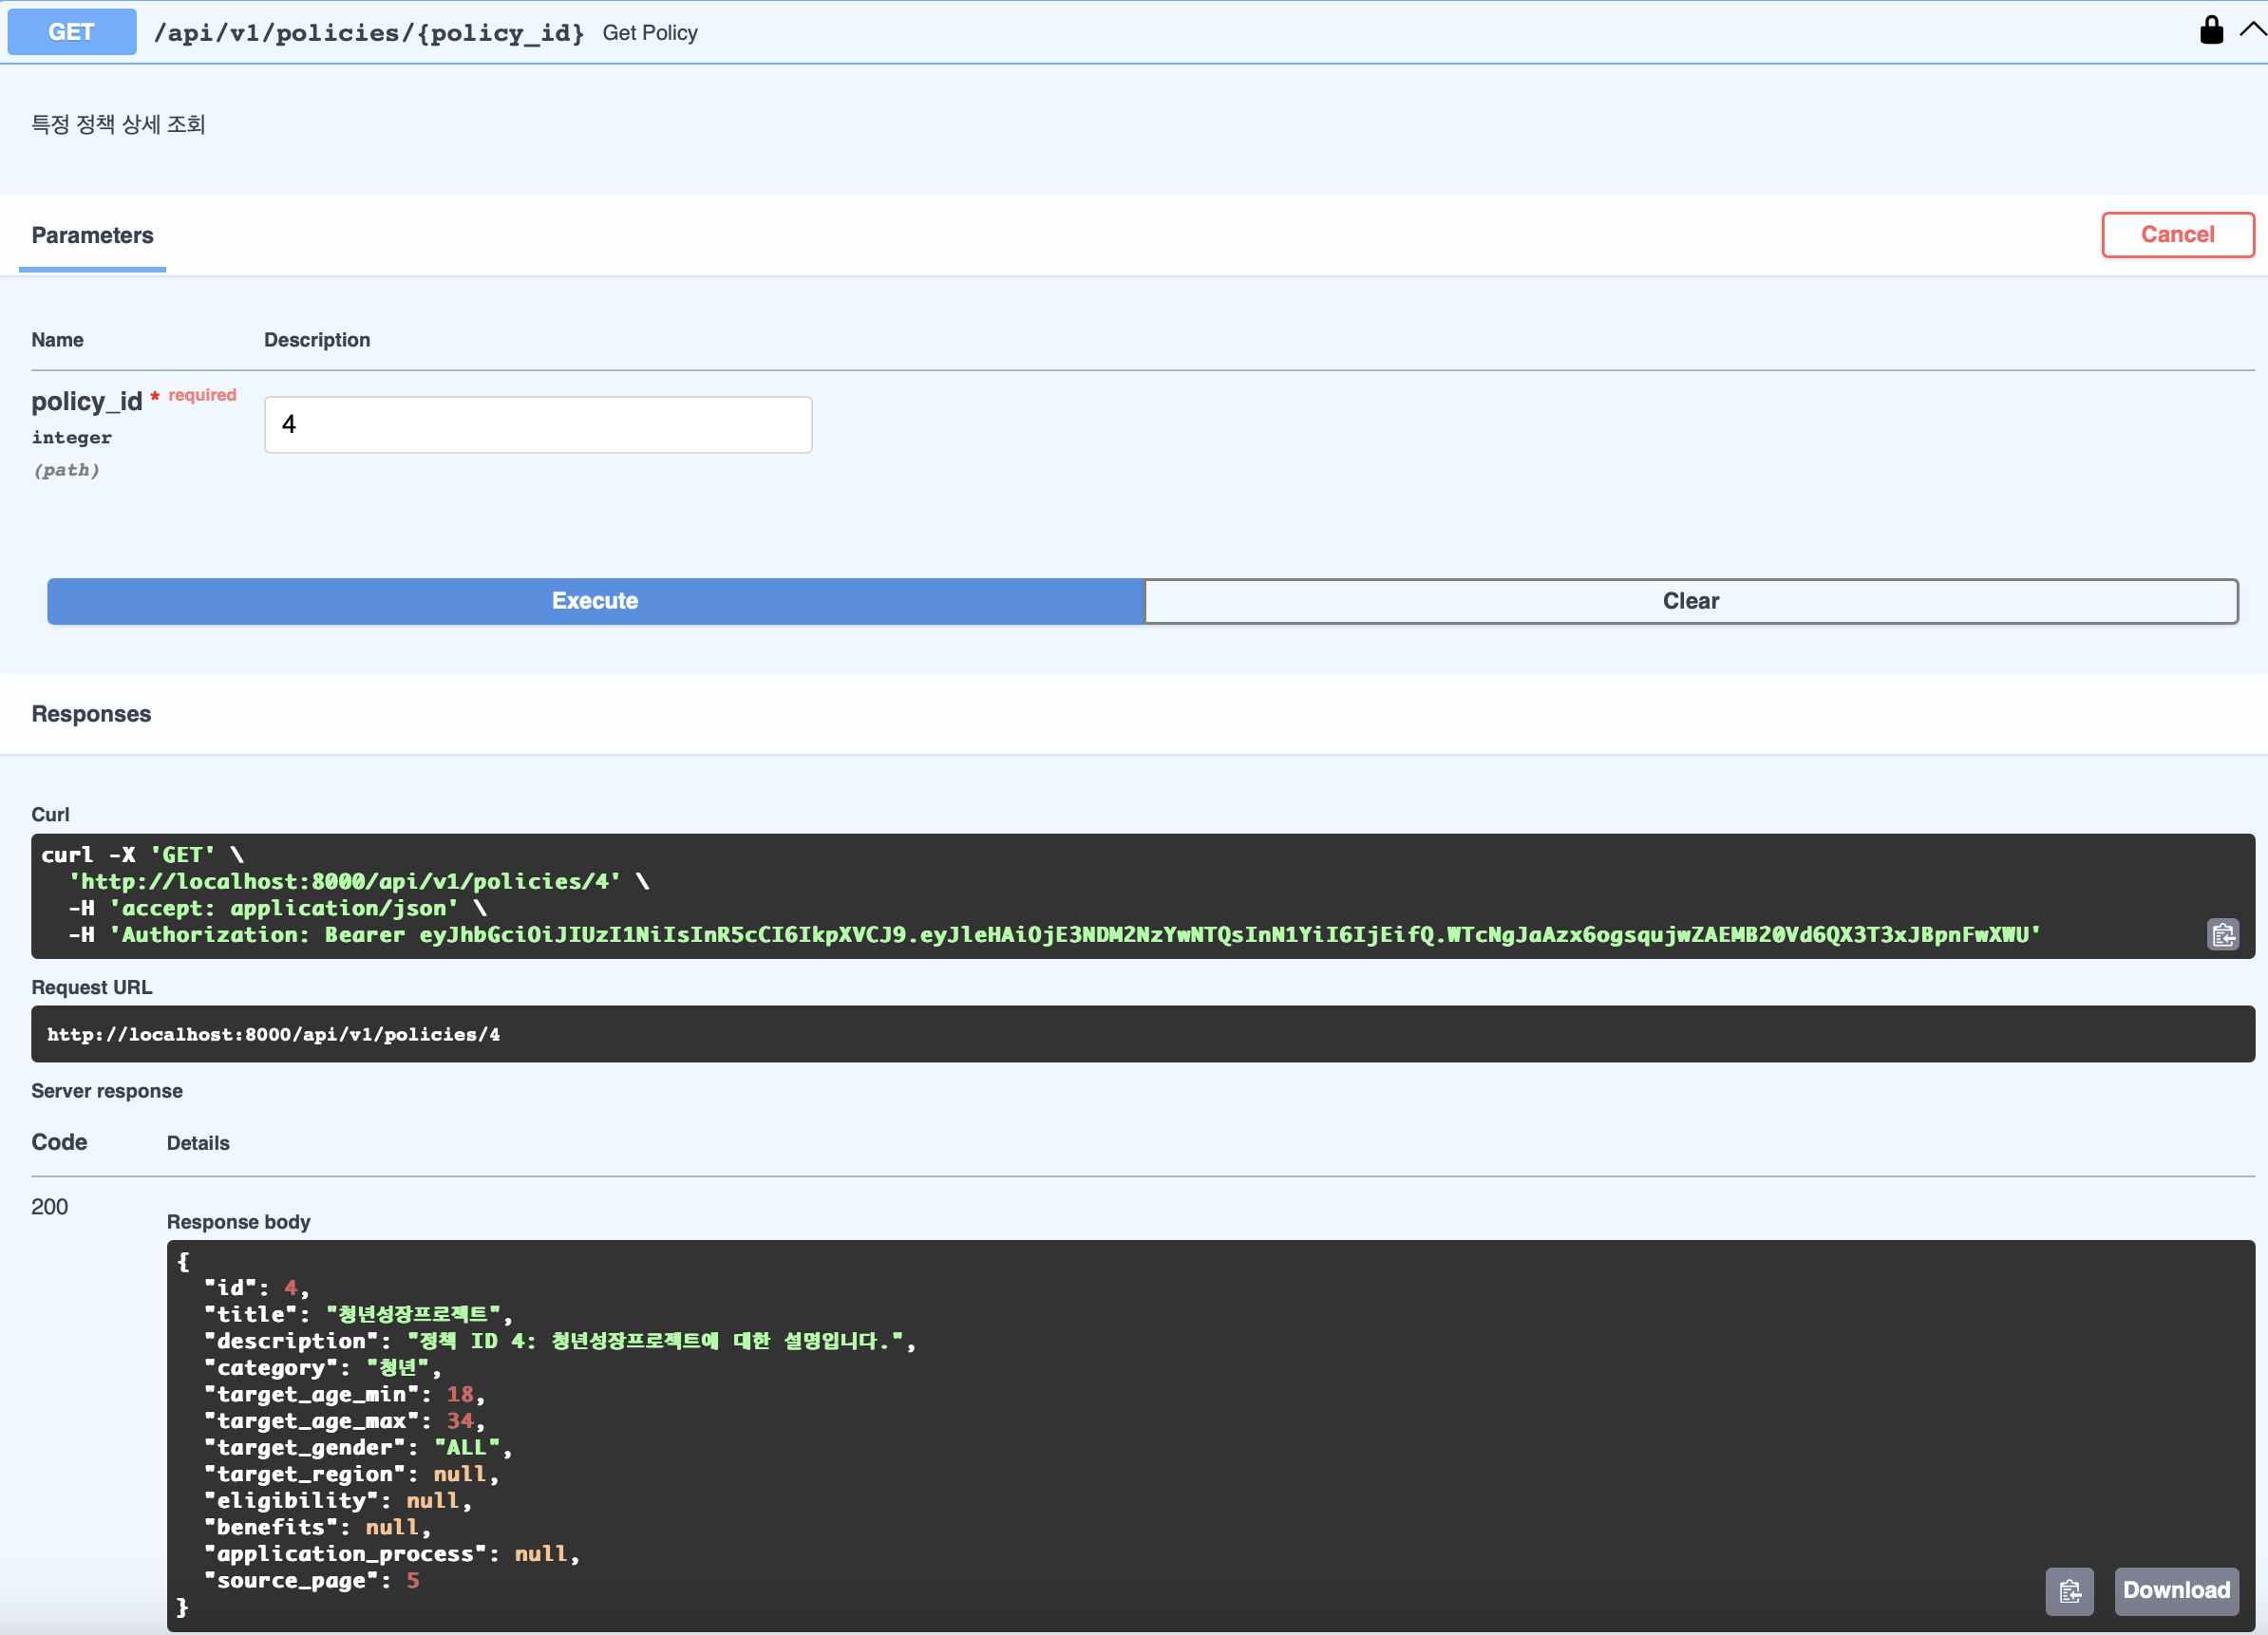 GET /api/v1/policies/{policy_id} Get Policy
특정 정책 상세 조회
Parameters
Cancel
Name Description
policy_id * required
integer
(path)
4
Execute Clear
Responses
Curl
curl -X 'GET' \
'http://localhost:8000/api/v1/policies/4' \
-H 'accept: application/json' \
-H 'Authorization: Bearer eyJhbGciOiJIUzI1NiIsInR5cCI6IkpXVCJ9.eyJleHAiOjE3NDM2NzYwNTQsInN1YiI6IjEifQ.WTcNgJaAzx6ogsqujwZAEMB20Vd6QX3T3xJBpnFwXWU'
Request URL
http://localhost:8000/api/v1/policies/4
Server response
Code Details
200
Response body
{
"id": 4,
"title": "청년성장프로젝트",
"description": "정책 ID 4: 청년성장프로젝트에 대한 설명입니다.",
"category": "청년",
"target_age_min": 18,
"target_age_max": 34,
"target_gender": "ALL",
"target_region": null,
"eligibility": null,
"benefits": null,
"application_process": null,
"source_page": 5
}
Download